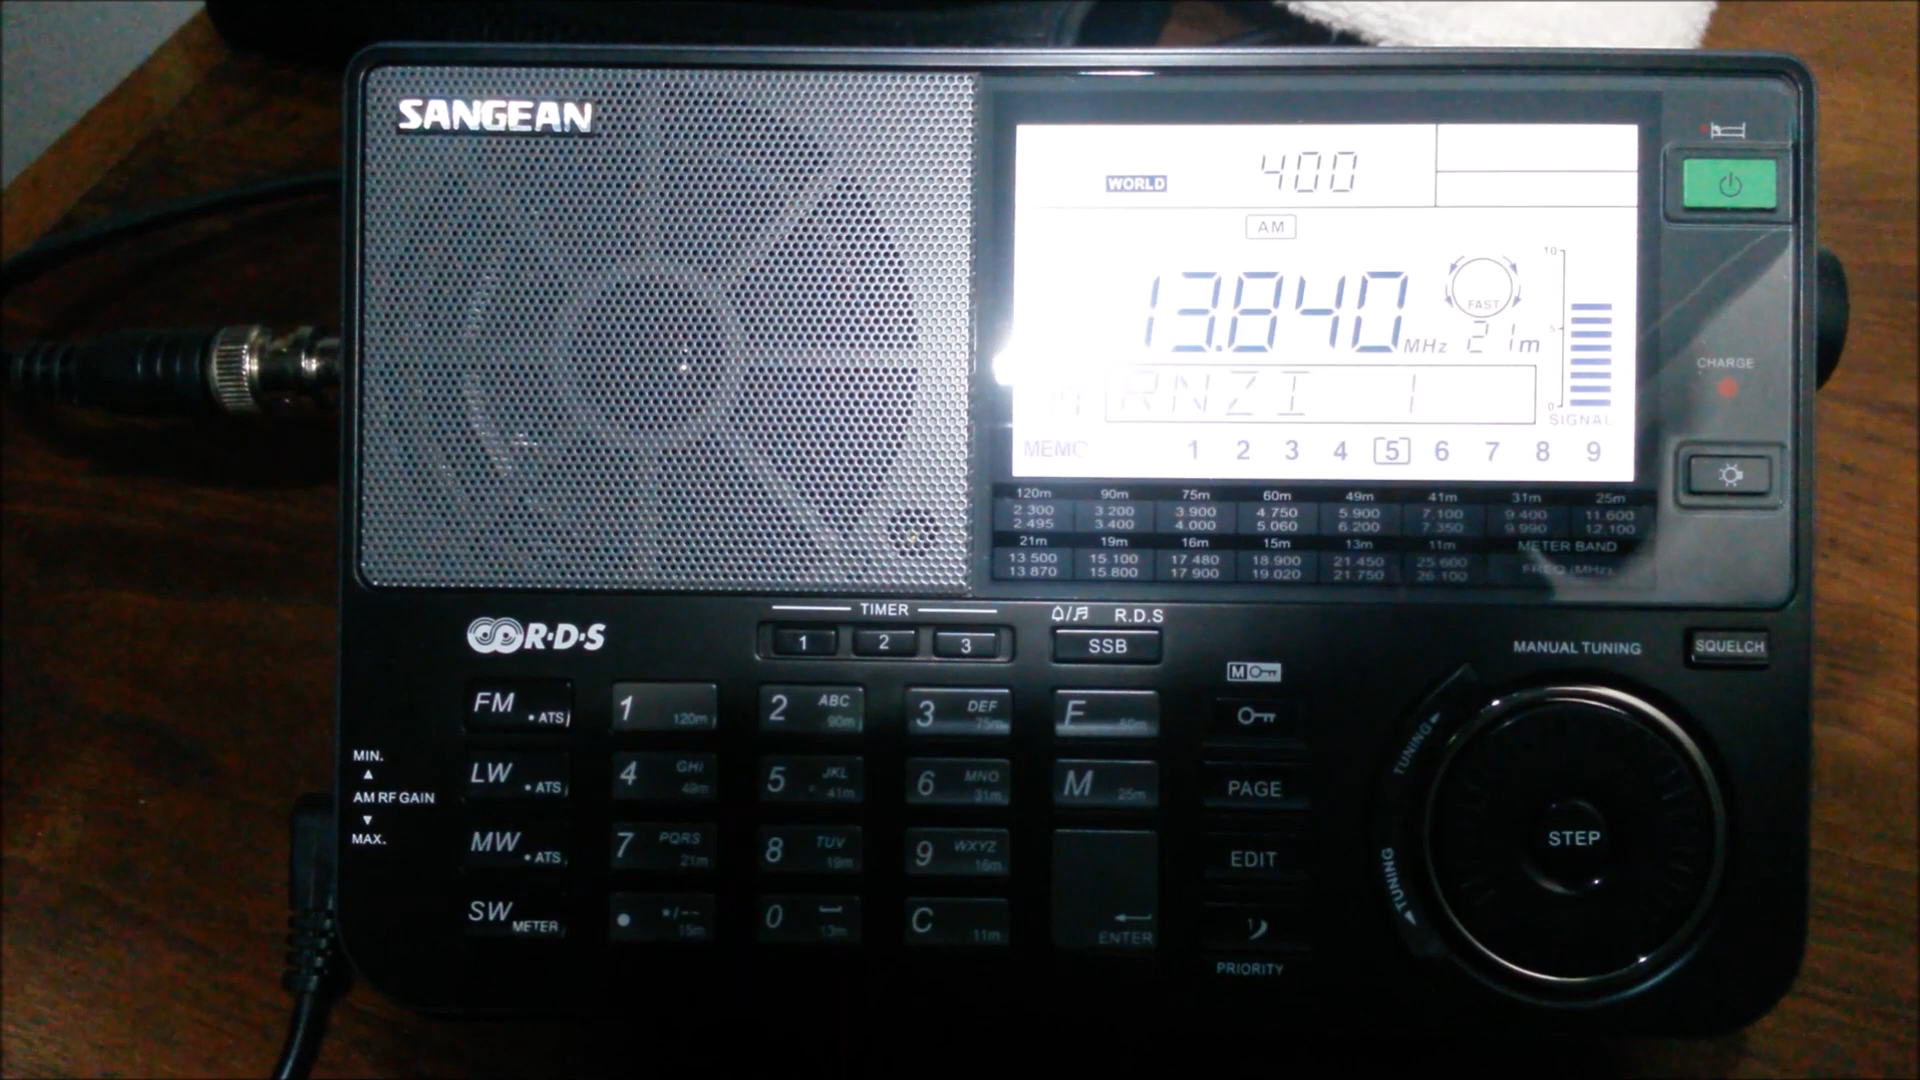 SANGEAN
WORLD
400
AM
13.840 MHz
FAST
21m
10
5
0
SIGNAL
RNZI 1
1 2 3 4 5 6 7 8 9
CHARGE
120m 90m 75m 60m 49m 41m 31m 25m
2.300 3.200 3.900 4.750 5.900 7.100 9.400 11.600
2.495 3.400 4.000 5.060 6.200 7.350 9.990 12.100
21m 19m 16m 15m 13m 11m METER BAND
13.500 15.100 17.480 18.900 21.450 25.600 FREQ (MHz)
13.870 15.800 17.900 19.020 21.750 26.100
R·D·S
TIMER
1 2 3
R.D.S
SSB
MANUAL TUNING
SQUELCH
M
FM • ATS
1 120m
2 ABC 90m
3 DEF 75m
F 60m
LW • ATS
4 GHI 49m
5 JKL 41m
6 MNO 31m
M 25m
PAGE
MIN.
AM RF GAIN
MAX.
MW • ATS
7 PQRS 21m
8 TUV 19m
9 WXYZ 16m
EDIT
SW METER
• */-- 15m
0 13m
C 11m
ENTER
PRIORITY
TUNING
STEP
TUNING